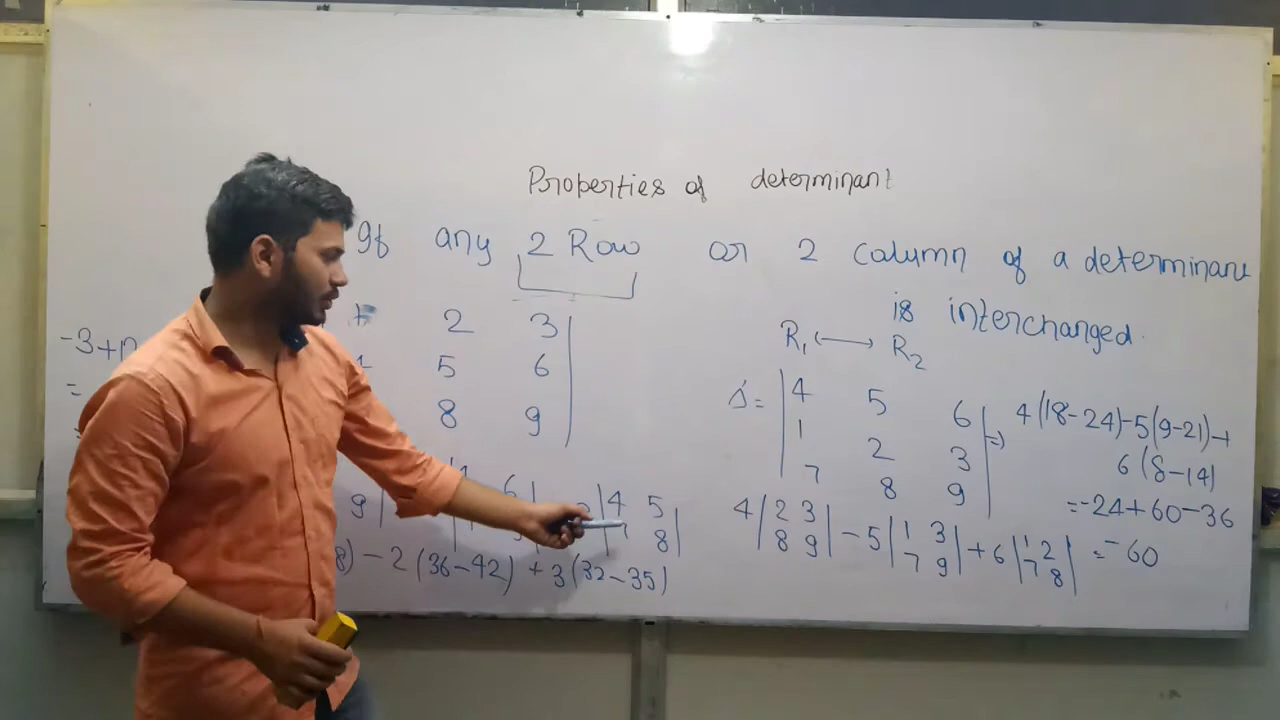 Properties of determinant
If any 2 Row or 2 column of a determinant
is interchanged.
2 3
5 6
8 9
-3+12
=
9| 6| |4 5
8|
8) - 2 (36-42) + 3 (32-35)
R₁ ⟷ R₂
Δ' = |4 5 6|
|1 2 3|
|7 8 9|
=) 4(18-24)-5(9-21)+
6(8-14)
=-24+60-36
4|2 3| -5|1 3| +6|1 2| = -60
|8 9| |7 9| |7 8|